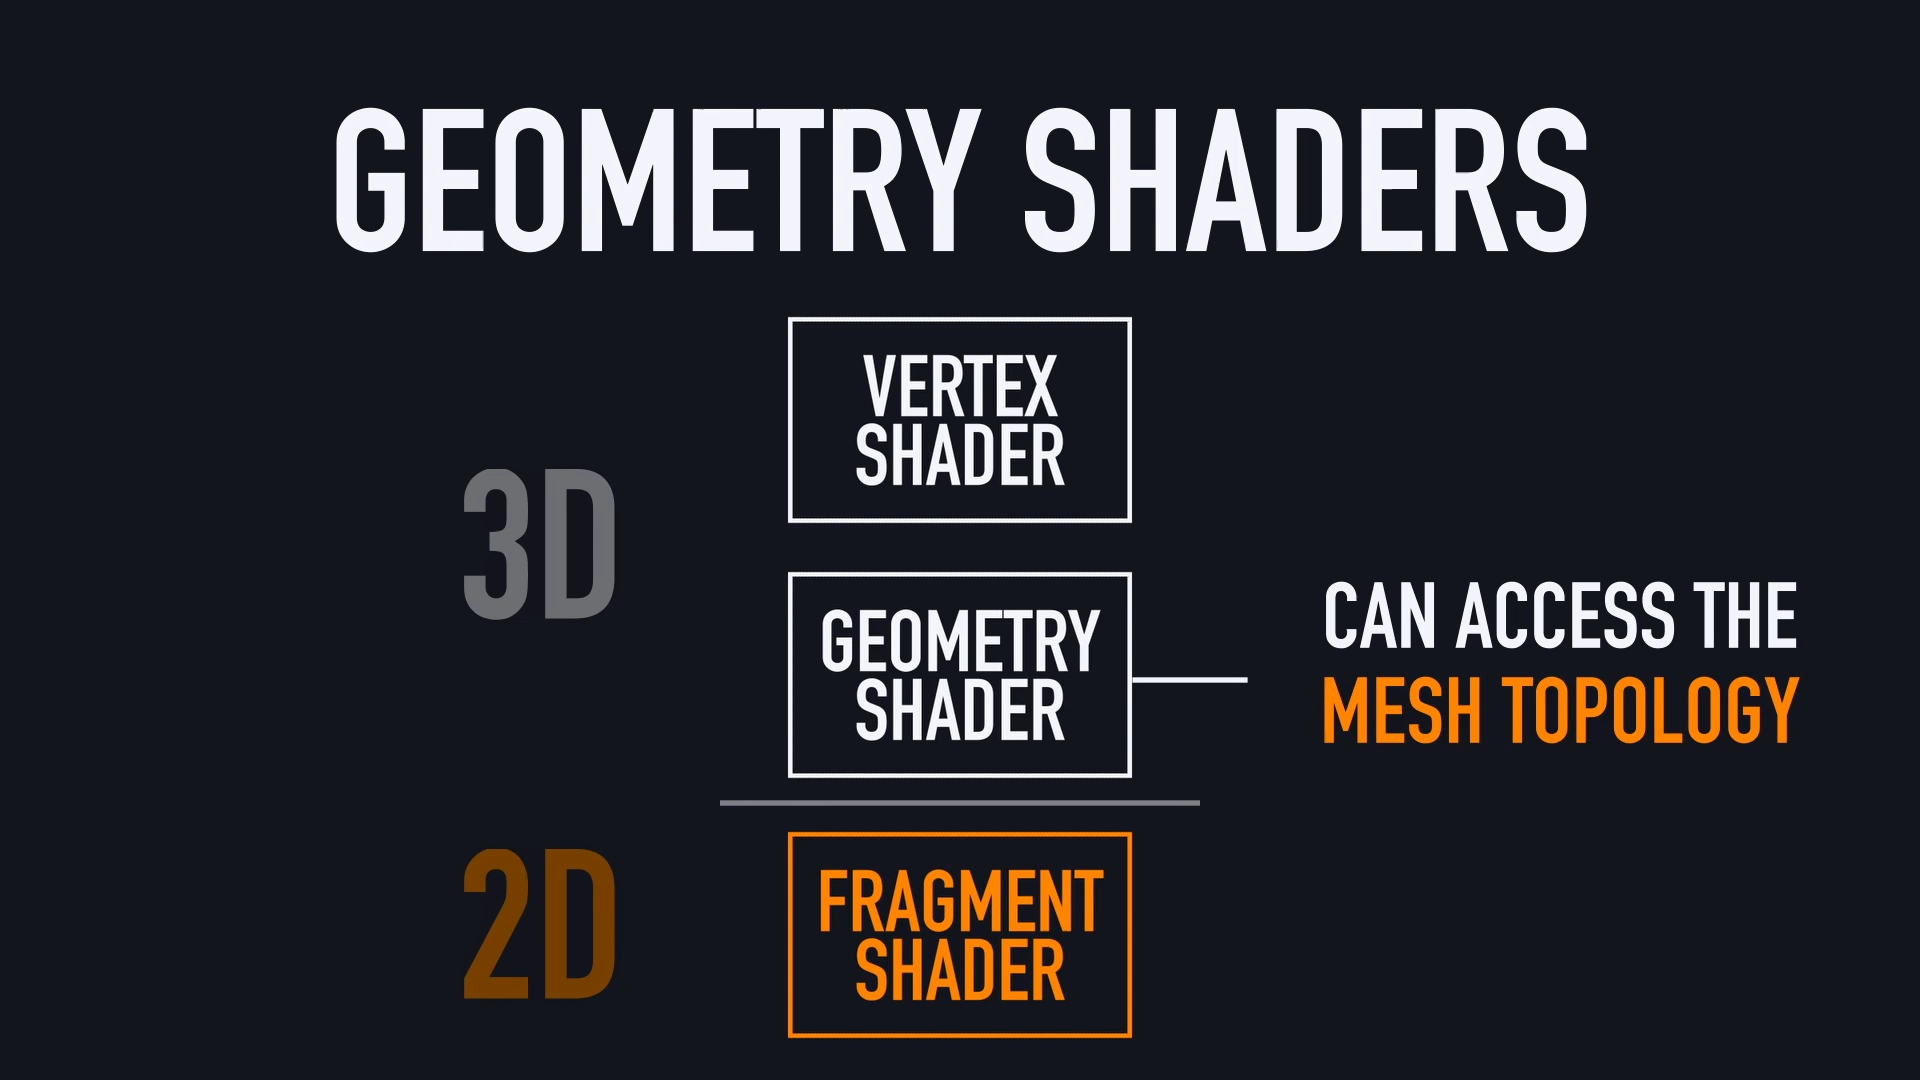 GEOMETRY SHADERS
VERTEX
SHADER
3D
GEOMETRY
SHADER
CAN ACCESS THE
MESH TOPOLOGY
2D
FRAGMENT
SHADER